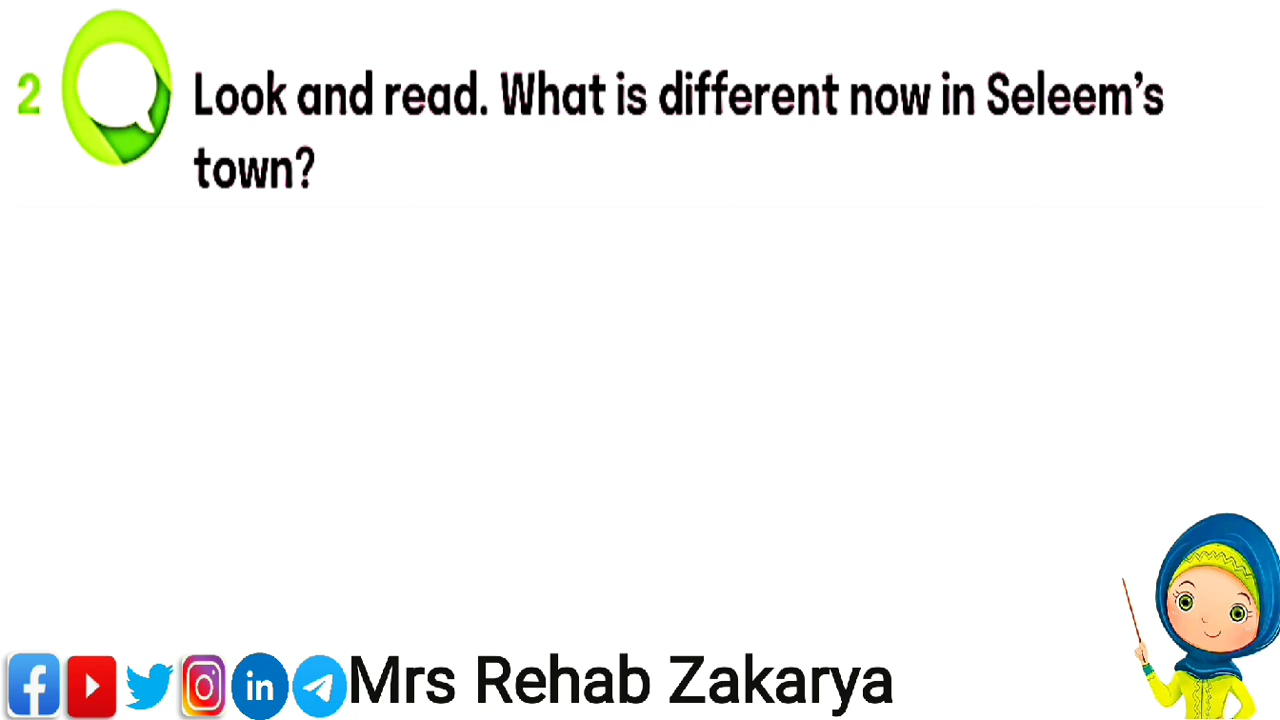 2 Look and read. What is different now in Seleem's
town?
Mrs Rehab Zakarya